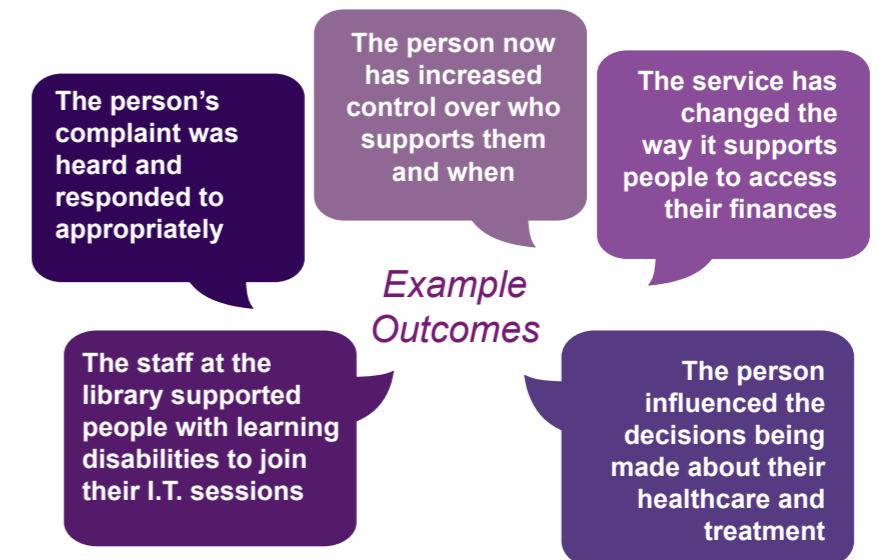 The person's
complaint was
heard and
responded to
appropriately
The person now
has increased
control over who
supports them
and when
The service has
changed the
way it supports
people to access
their finances
Example
Outcomes
The staff at the
library supported
people with learning
disabilities to join
their I.T. sessions
The person
influenced the
decisions being
made about their
healthcare and
treatment